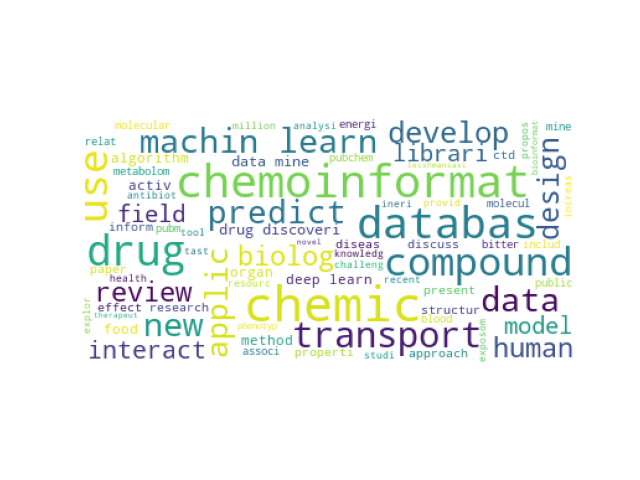 molecular million analysi energi
machin learn develop mine
relat librari ctd propos bioinformat
algorithm data mine pubchem leishmaniasi
metabolom chemoinformat design increas
activ antibiot use
field predict ineri provid molecul
inform pubm tool drug discoveri databas
drug tast biolog novel diseas discuss bitter includ
knowledg compound
paper applic organ challeng
health resourc deep learn recent public
review chemic present data
effect research structur
explor therapeut new phenotyp transport blood model
food method exposom
interact associ properti studi approach human